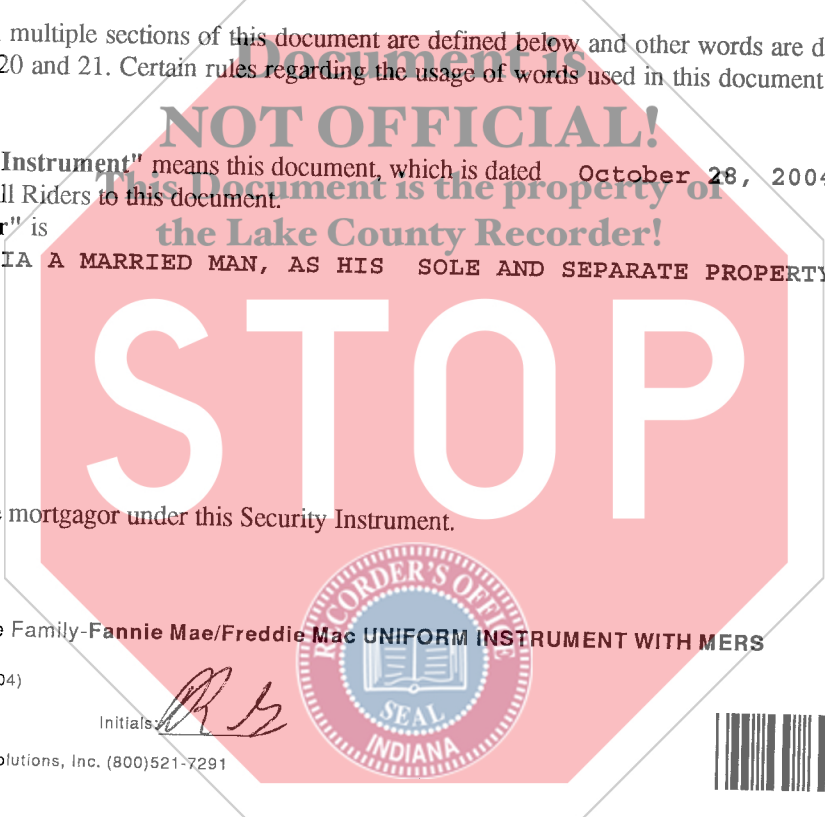 multiple sections of this document are defined below and other words are d
20 and 21. Certain rules regarding the usage of words used in this document
Document is
NOT OFFICIAL!
Instrument" means this document, which is dated October 28, 2004
This Document is the property of
ll Riders to this document.
r" is
the Lake County Recorder!
IA A MARRIED MAN, AS HIS SOLE AND SEPARATE PROPERTY
STOP
mortgagor under this Security Instrument.
RECORDER'S OFFICE
e Family-Fannie Mae/Freddie Mac UNIFORM INSTRUMENT WITH MERS
04)
SEAL
Initials:
INDIANA
olutions, Inc. (800)521-7291